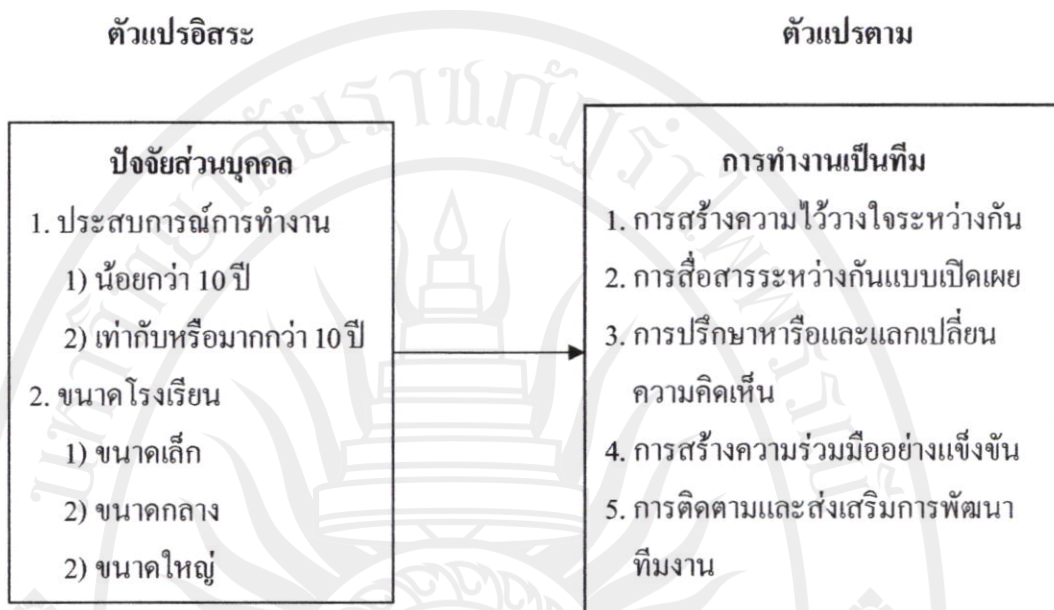 ตัวแปรอิสระ
ตัวแปรตาม
ปัจจัยส่วนบุคคล
1. ประสบการณ์การทำงาน
1) น้อยกว่า 10 ปี
2) เท่ากับหรือมากกว่า 10 ปี
2. ขนาดโรงเรียน
1) ขนาดเล็ก
2) ขนาดกลาง
2) ขนาดใหญ่
การทำงานเป็นทีม
1. การสร้างความไว้วางใจระหว่างกัน
2. การสื่อสารระหว่างกันแบบเปิดเผย
3. การปรึกษาหารือและแลกเปลี่ยน
ความคิดเห็น
4. การสร้างความร่วมมืออย่างแข็งขัน
5. การติดตามและส่งเสริมการพัฒนา
ทีมงาน